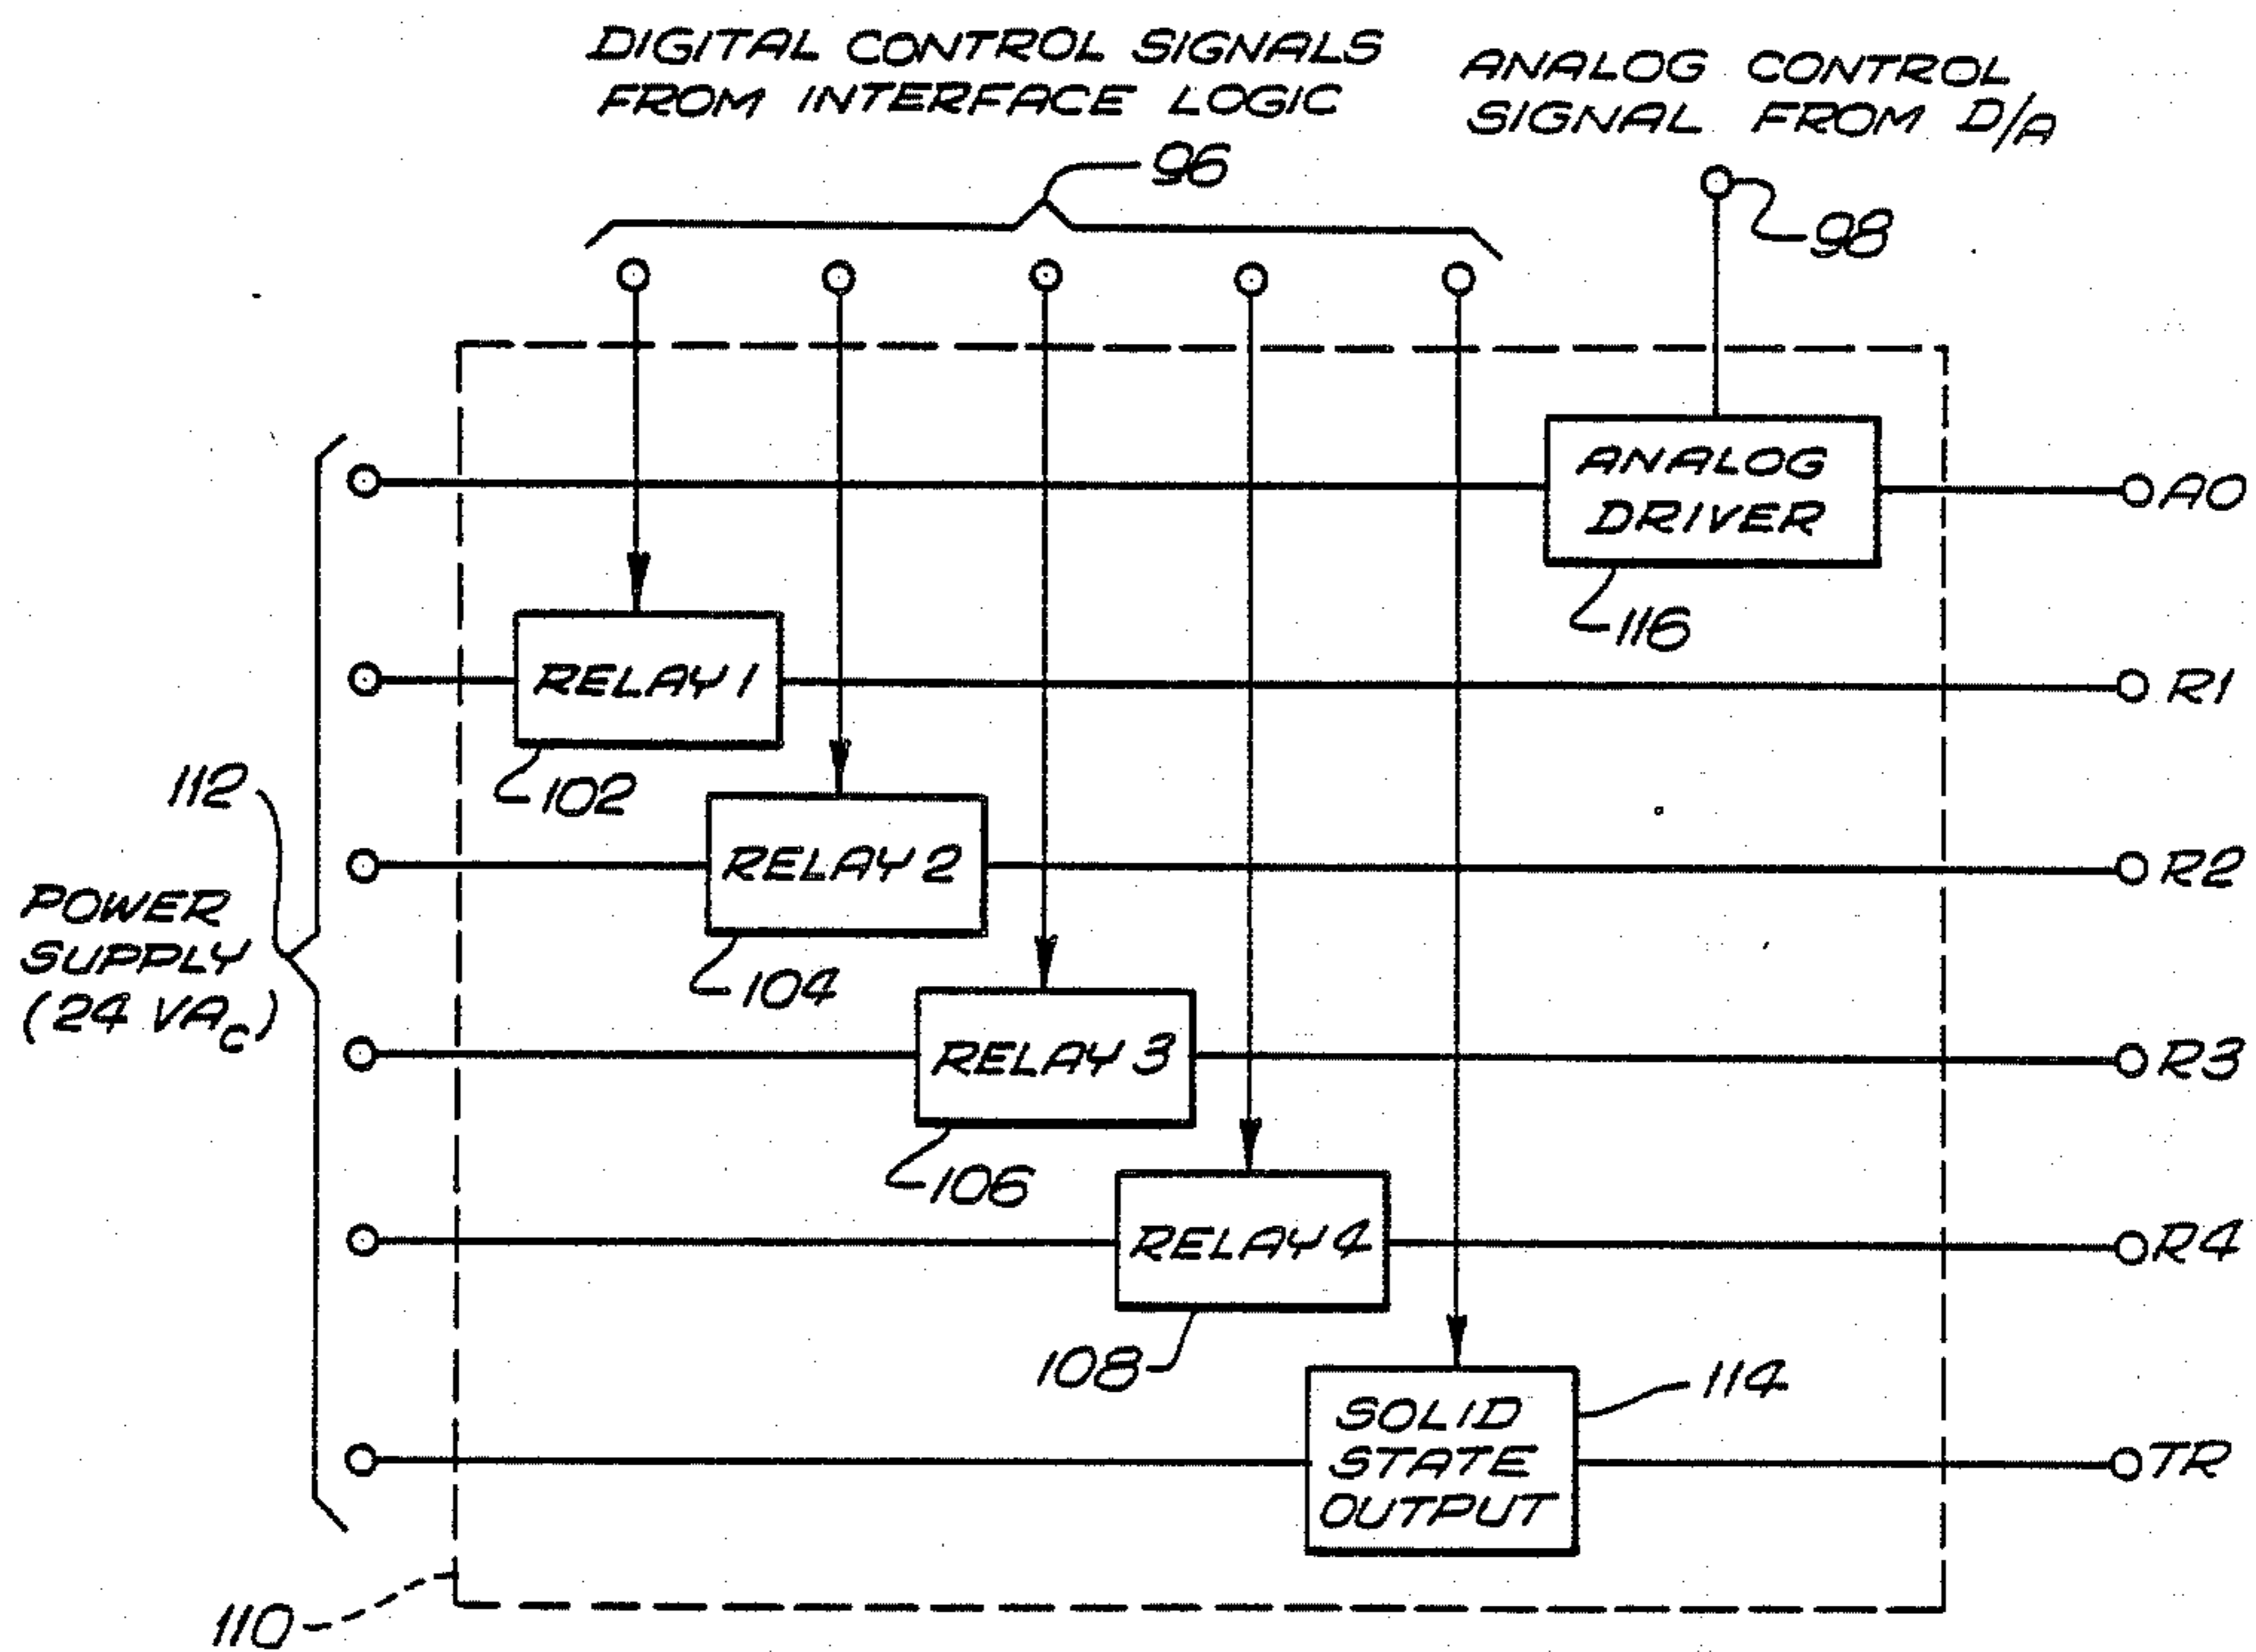 DIGITAL CONTROL SIGNALS
FROM INTERFACE LOGIC
ANALOG CONTROL
SIGNAL FROM D/A
96
98
ANALOG
DRIVER
AO
116
RELAY 1
R1
102
112
RELAY 2
R2
104
POWER
SUPPLY
(24 VAC)
RELAY 3
R3
106
RELAY 4
R4
108
114
SOLID
STATE
OUTPUT
TR
110